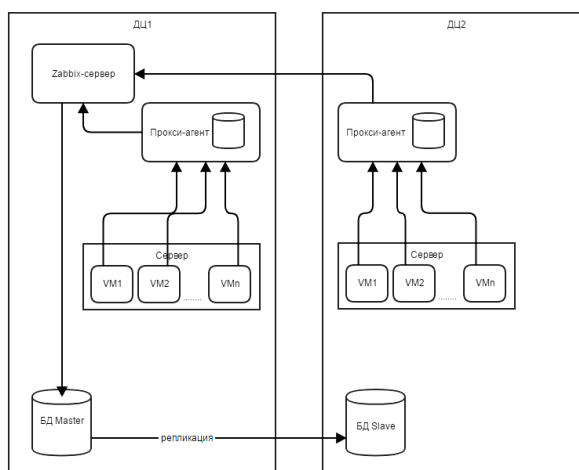 ДЦ1
ДЦ2
Zabbix-сервер
Прокси-агент
Прокси-агент
Сервер
VM1
VM2
........
VMn
Сервер
VM1
VM2
........
VMn
БД Master
репликация
БД Slave